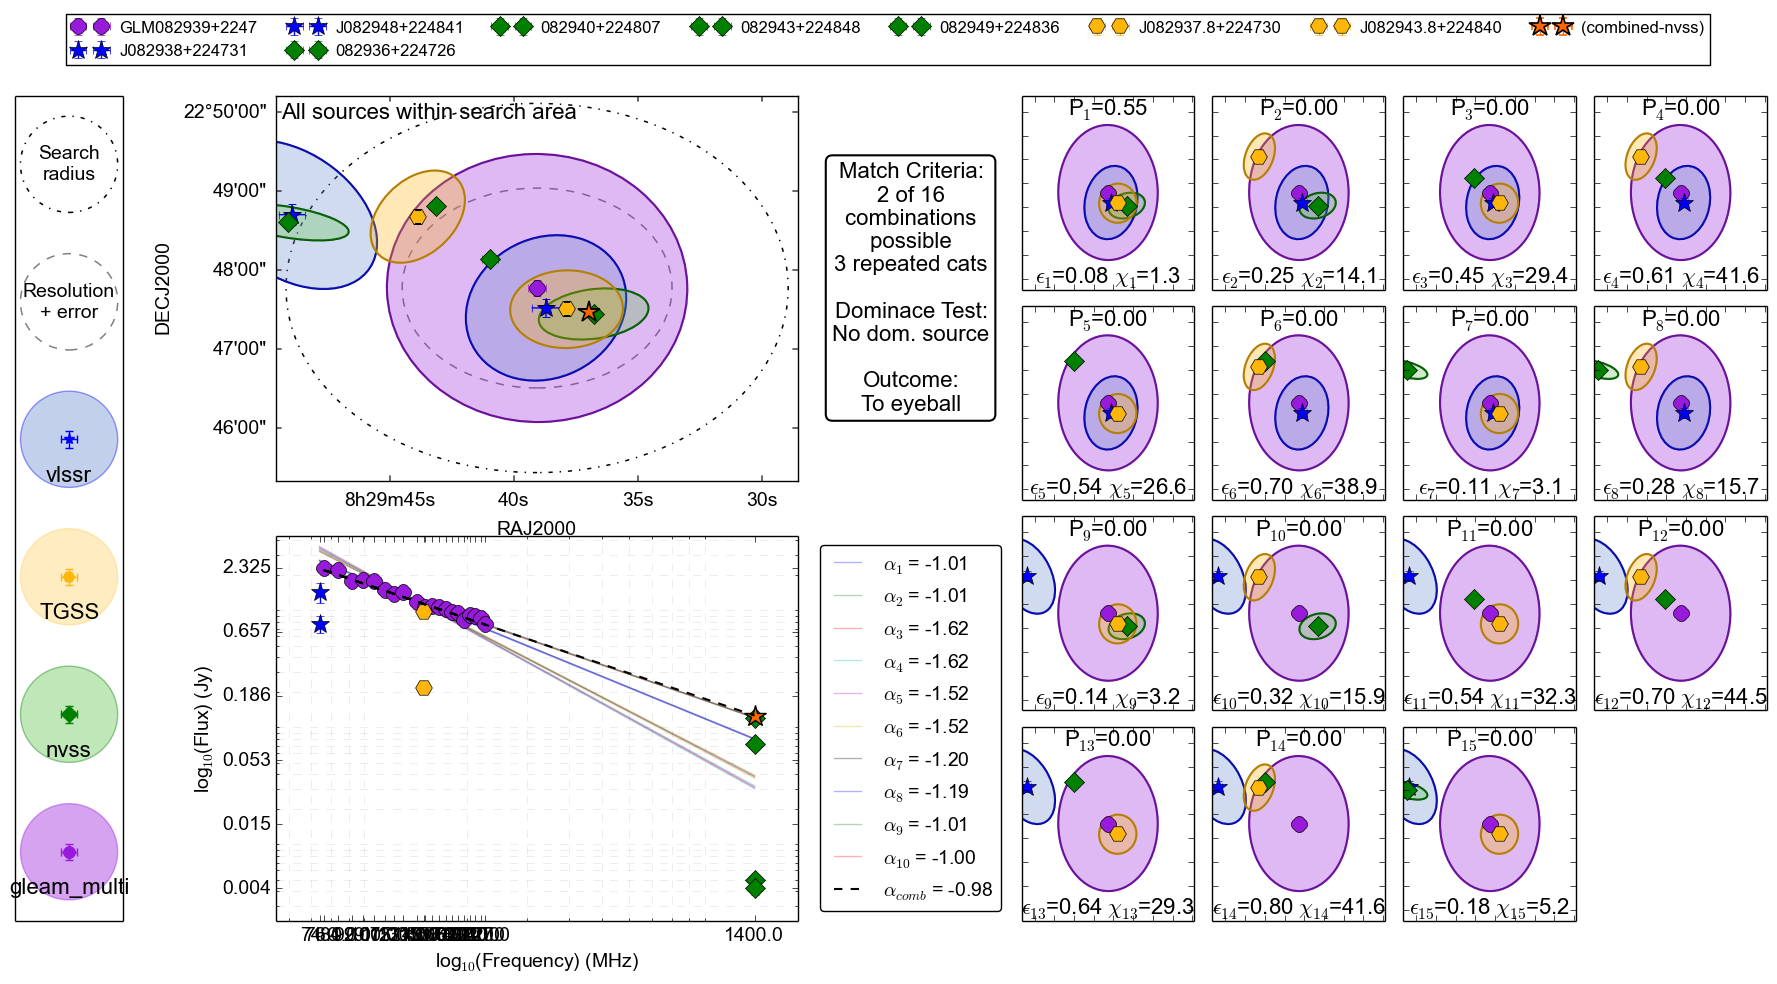 GLM082939+2247
J082948+224841
082940+224807
082943+224848
082949+224836
J082937.8+224730
J082943.8+224840
(combined-nvss)
J082938+224731
082936+224726
Search
radius
Resolution
+ error
vlssr
TGSS
nvss
gleam_multi
All sources within search area
DECJ2000
22°50'00"
49'00"
48'00"
47'00"
46'00"
8h29m45s
40s
35s
30s
RAJ2000
Match Criteria:
2 of 16
combinations
possible
3 repeated cats
Dominace Test:
No dom. source
Outcome:
To eyeball
log10(Flux) (Jy)
2.325
0.657
0.186
0.053
0.015
0.004
1400.0
log10(Frequency) (MHz)
α1 = -1.01
α2 = -1.01
α3 = -1.62
α4 = -1.62
α5 = -1.52
α6 = -1.52
α7 = -1.20
α8 = -1.19
α9 = -1.01
α10 = -1.00
αcomb = -0.98
P1=0.55
ϵ1=0.08 χ1=1.3
P2=0.00
ϵ2=0.25 χ2=14.1
P3=0.00
ϵ3=0.45 χ3=29.4
P4=0.00
ϵ4=0.61 χ4=41.6
P5=0.00
ϵ5=0.54 χ5=26.6
P6=0.00
ϵ6=0.70 χ6=38.9
P7=0.00
ϵ7=0.11 χ7=3.1
P8=0.00
ϵ8=0.28 χ8=15.7
P9=0.00
ϵ9=0.14 χ9=3.2
P10=0.00
ϵ10=0.32 χ10=15.9
P11=0.00
ϵ11=0.54 χ11=32.3
P12=0.00
ϵ12=0.70 χ12=44.5
P13=0.00
ϵ13=0.64 χ13=29.3
P14=0.00
ϵ14=0.80 χ14=41.6
P15=0.00
ϵ15=0.18 χ15=5.2